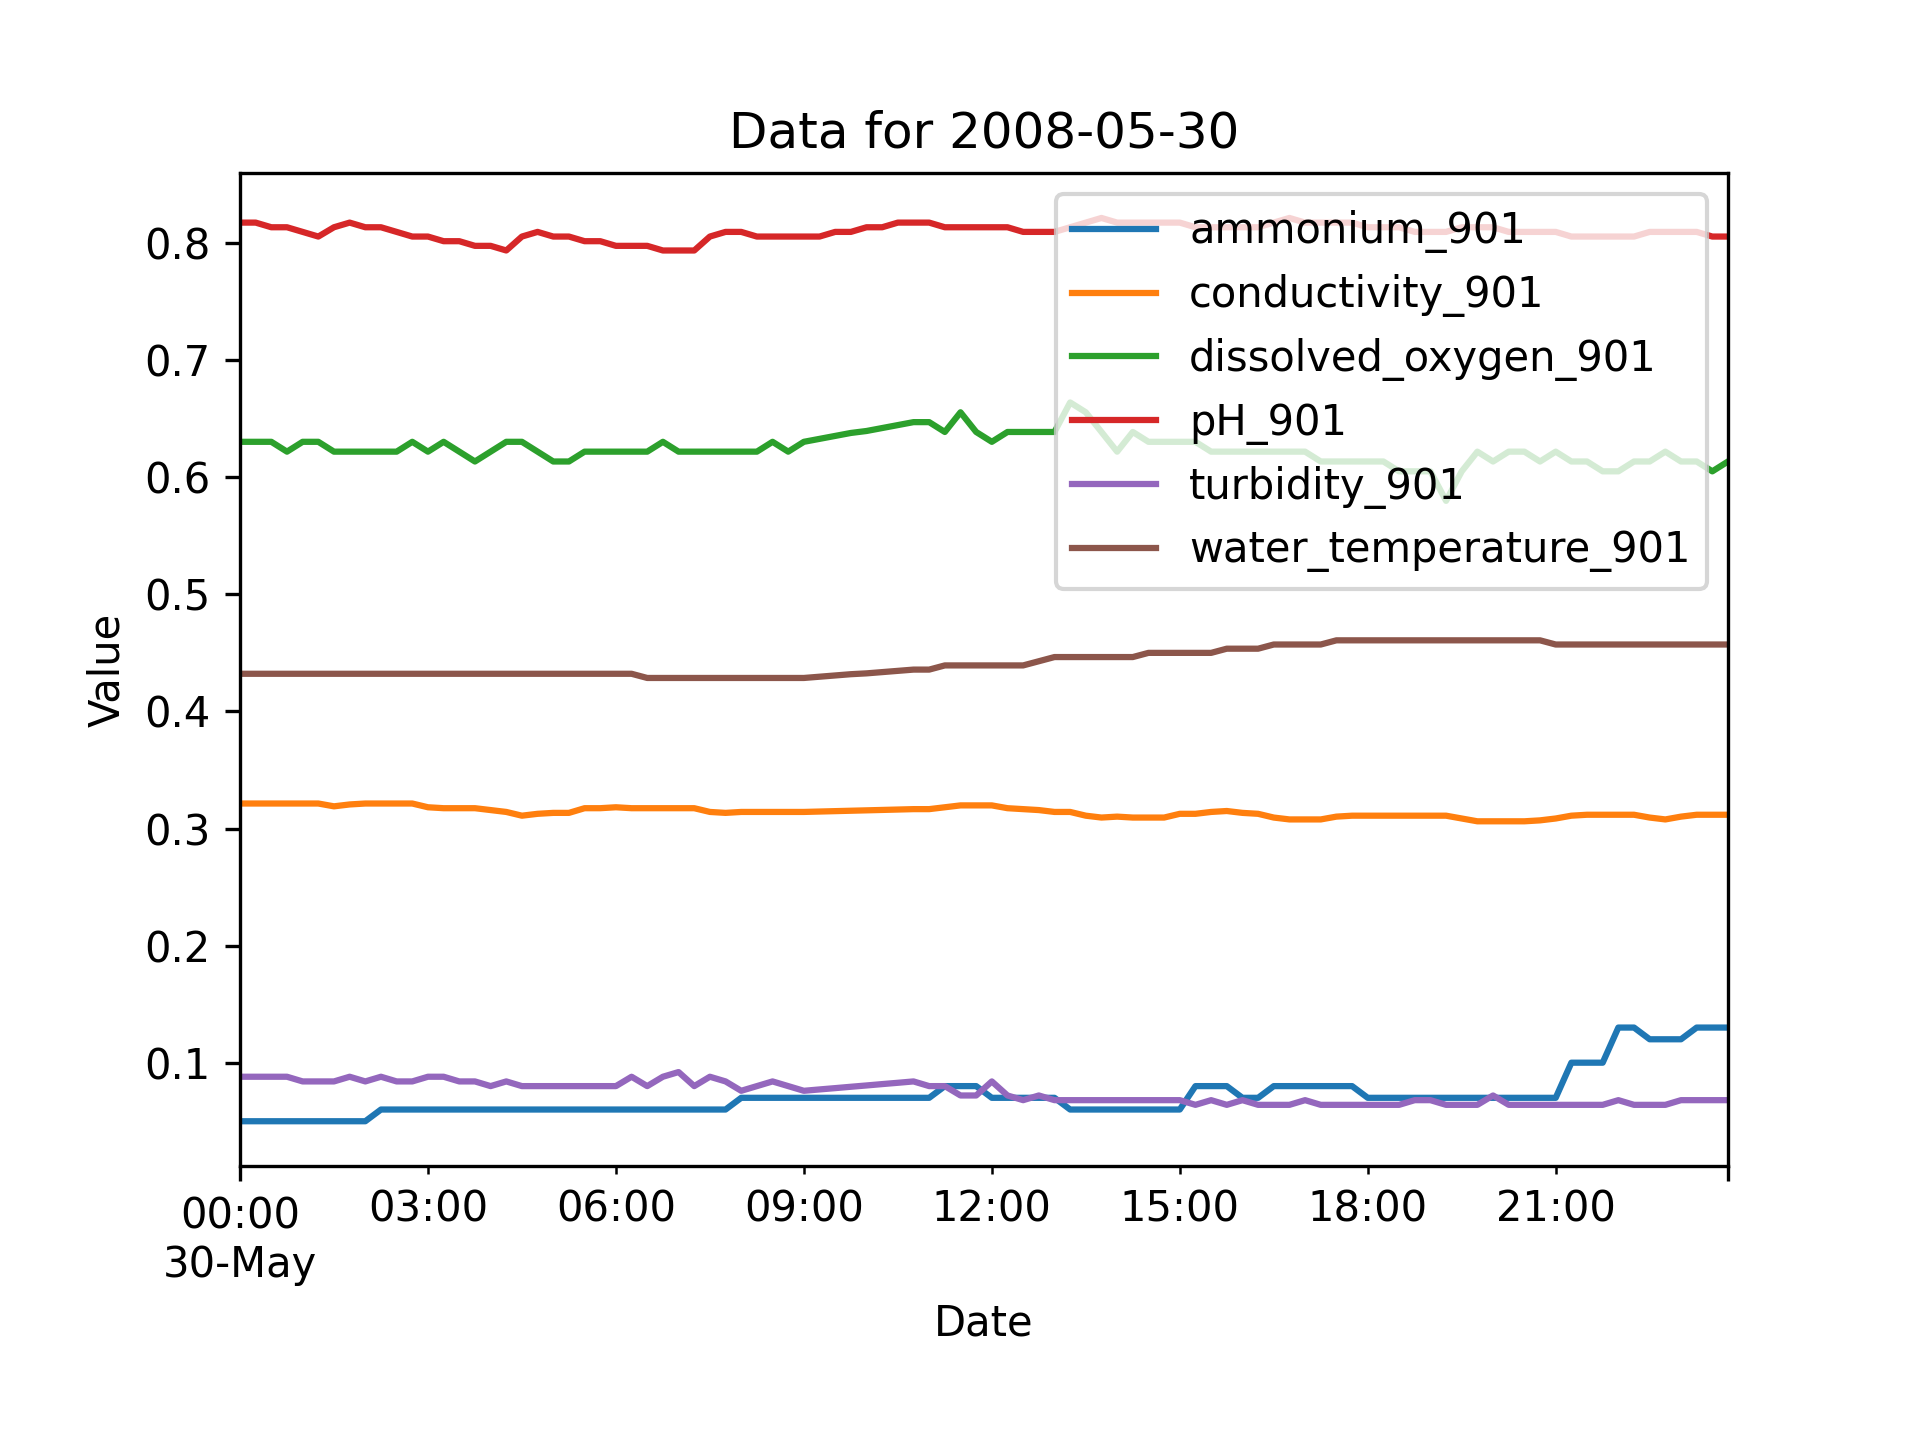 Data for 2008-05-30
ammonium_901
conductivity_901
dissolved_oxygen_901
pH_901
turbidity_901
water_temperature_901
Value
0.8
0.7
0.6
0.5
0.4
0.3
0.2
0.1
00:00 03:00 06:00 09:00 12:00 15:00 18:00 21:00
30-May
Date